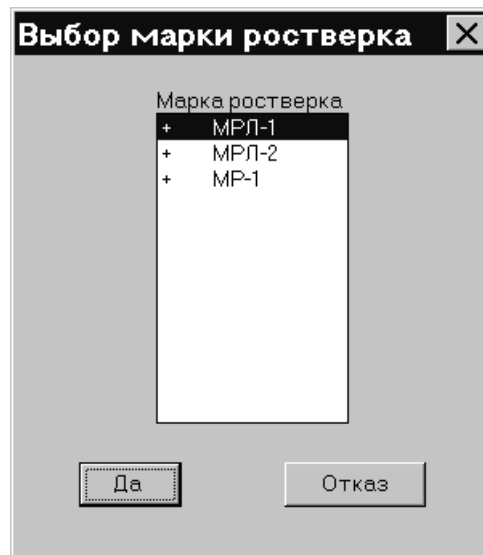 Выбор марки ростверка
Марка ростверка
+ МРЛ-1
+ МРЛ-2
+ МР-1
Да
Отказ